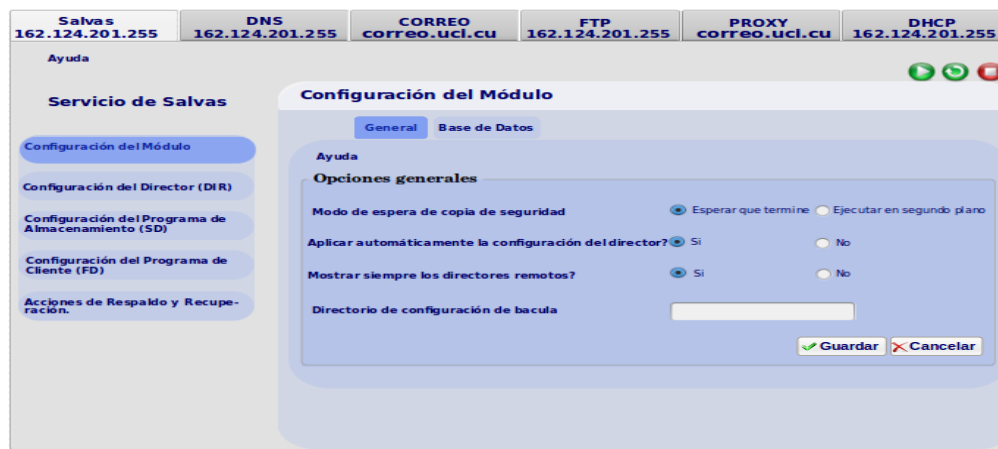 Salvas
162.124.201.255
DNS
162.124.201.255
CORREO
correo.uci.cu
FTP
162.124.201.255
PROXY
correo.uci.cu
DHCP
162.124.201.255
Ayuda
Servicio de Salvas
Configuración del Módulo
Configuración del Director (DIR)
Configuración del Programa de
Almacenamiento (SD)
Configuración del Programa de
Cliente (FD)
Acciones de Respaldo y Recupe-
ración.
Configuración del Módulo
General
Base de Datos
Ayuda
Opciones generales
Modo de espera de copia de seguridad
Esperar que termine
Ejecutar en segundo plano
Aplicar automáticamente la configuración del director?
Si
No
Mostrar siempre los directores remotos?
Si
No
Directorio de configuración de bacula
Guardar
Cancelar